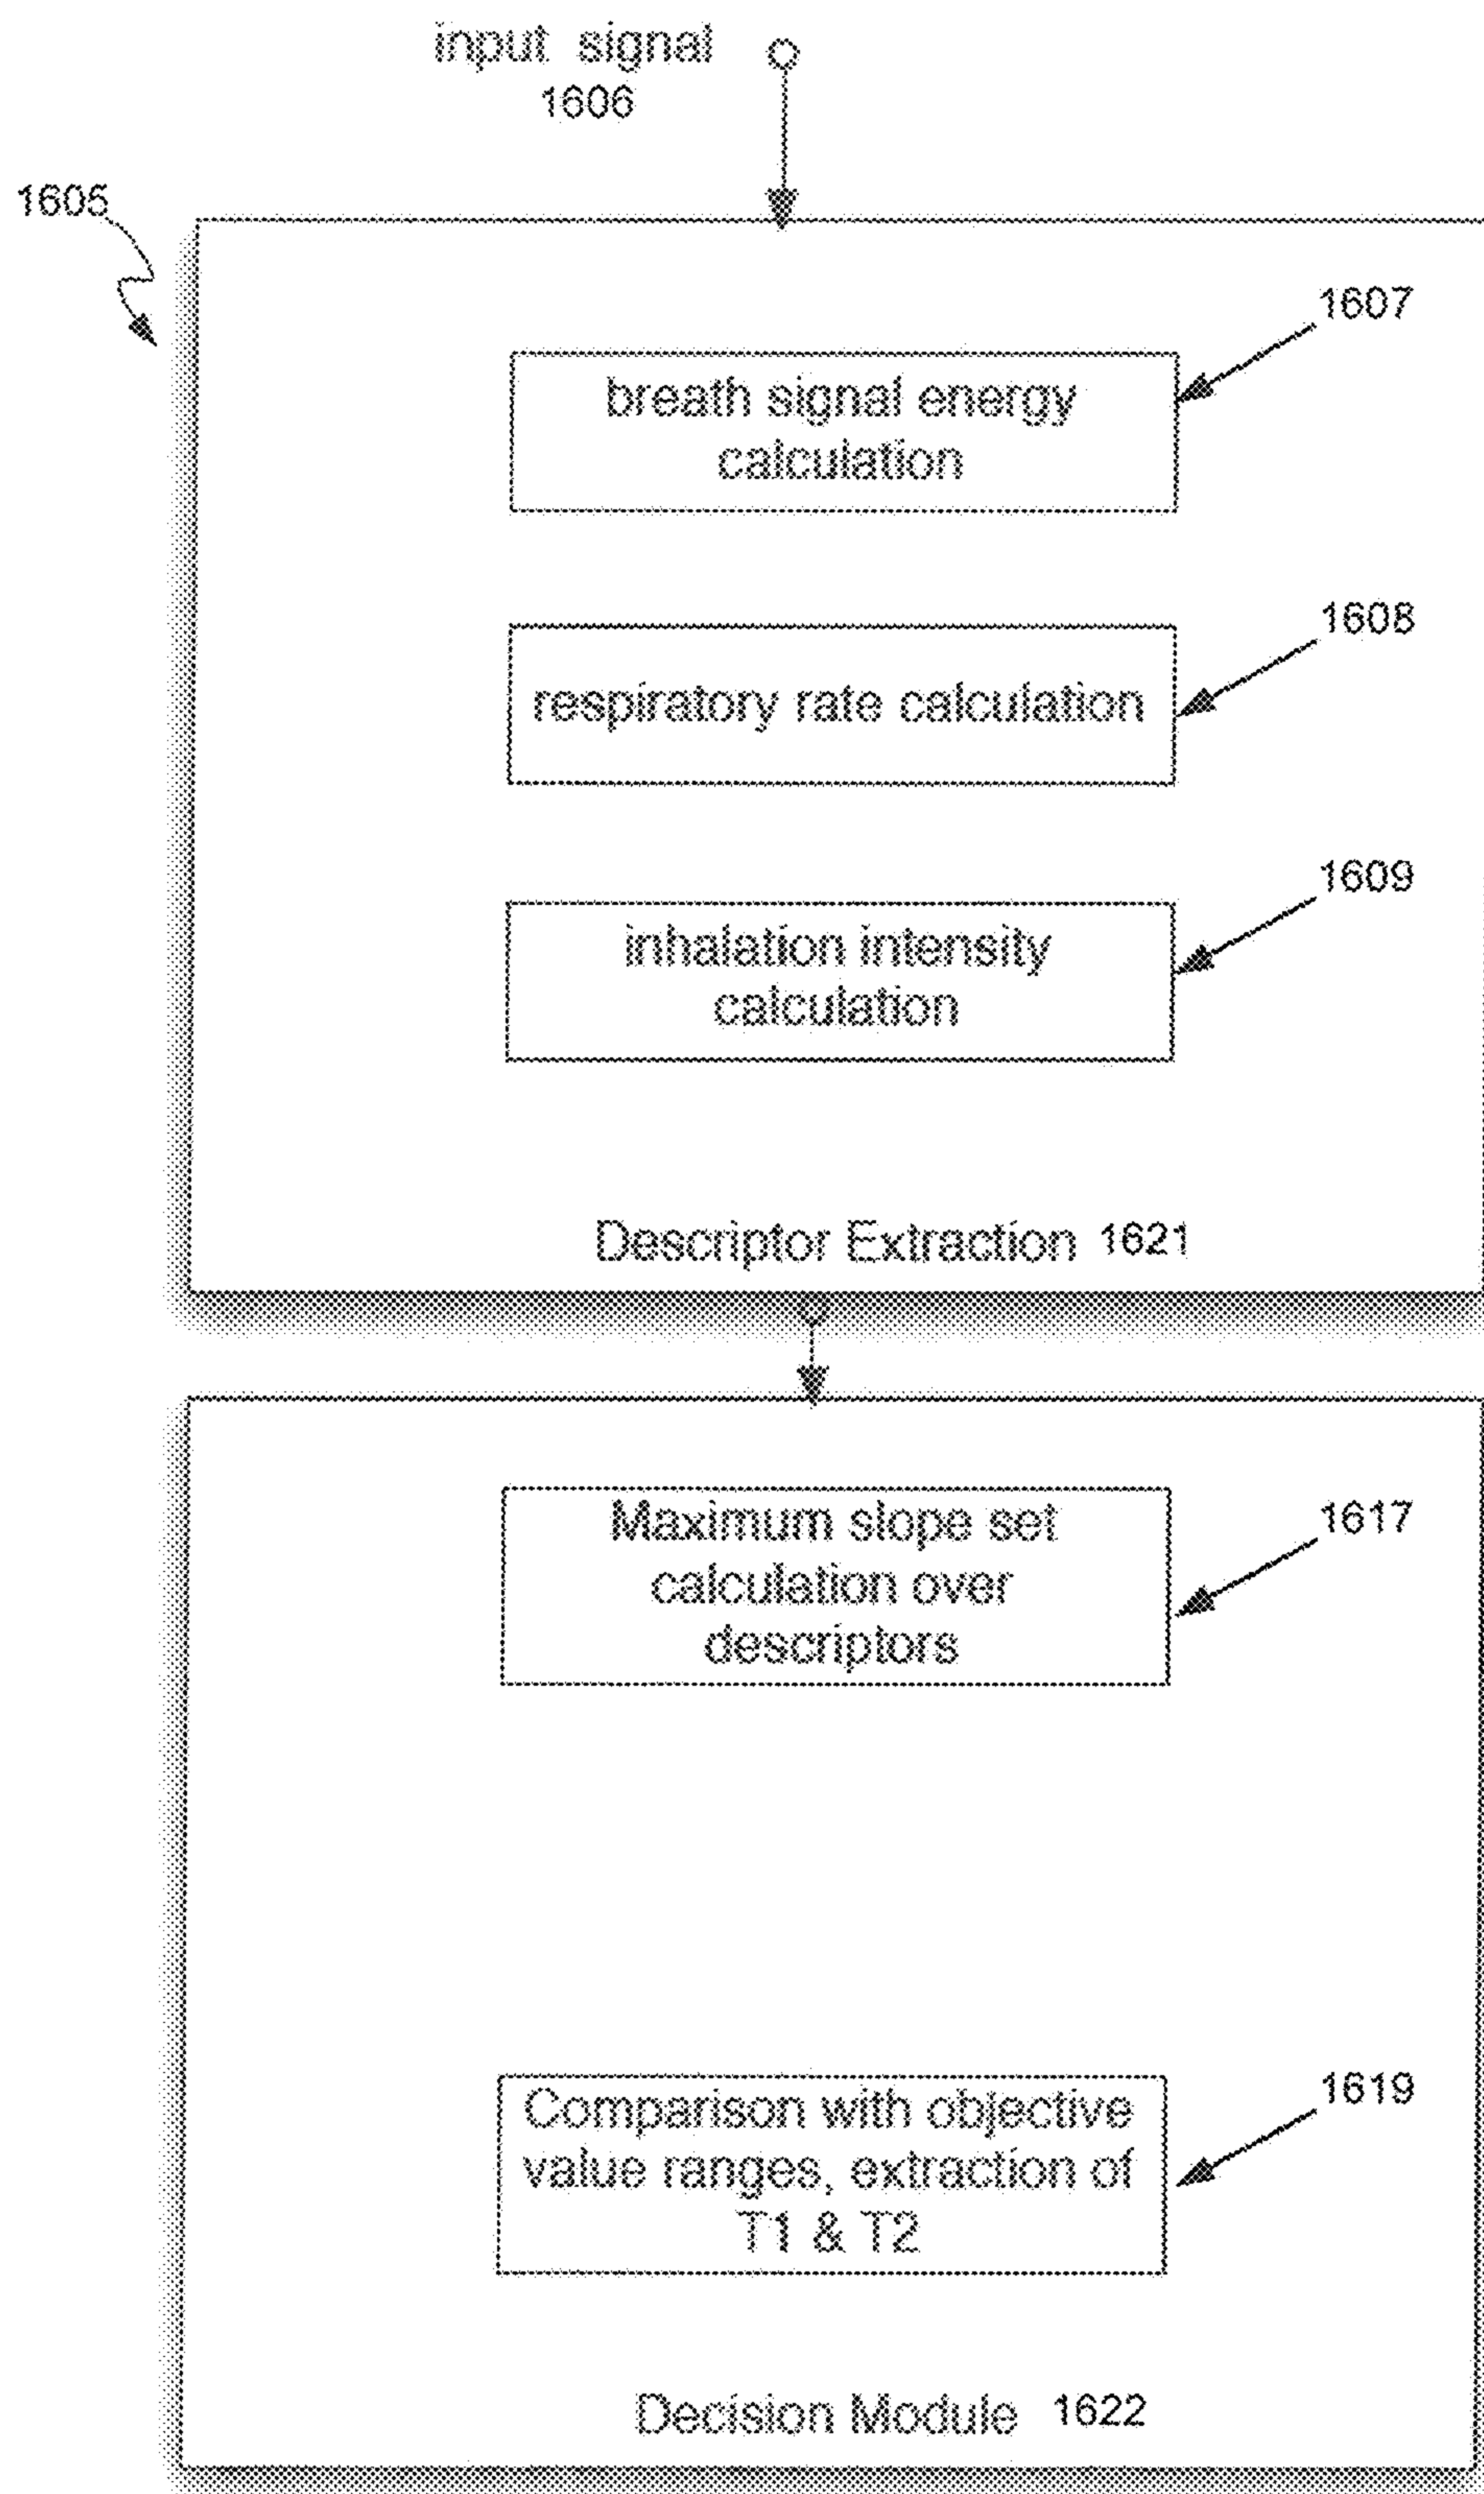 input signal
1606
1605
1607
breath signal energy
calculation
1608
respiratory rate calculation
1609
inhalation intensity
calculation
Descriptor Extraction 1621
Maximum slope set
calculation over
descriptors
1617
Comparison with objective
value ranges, extraction of
T1 & T2
1619
Decision Module 1622